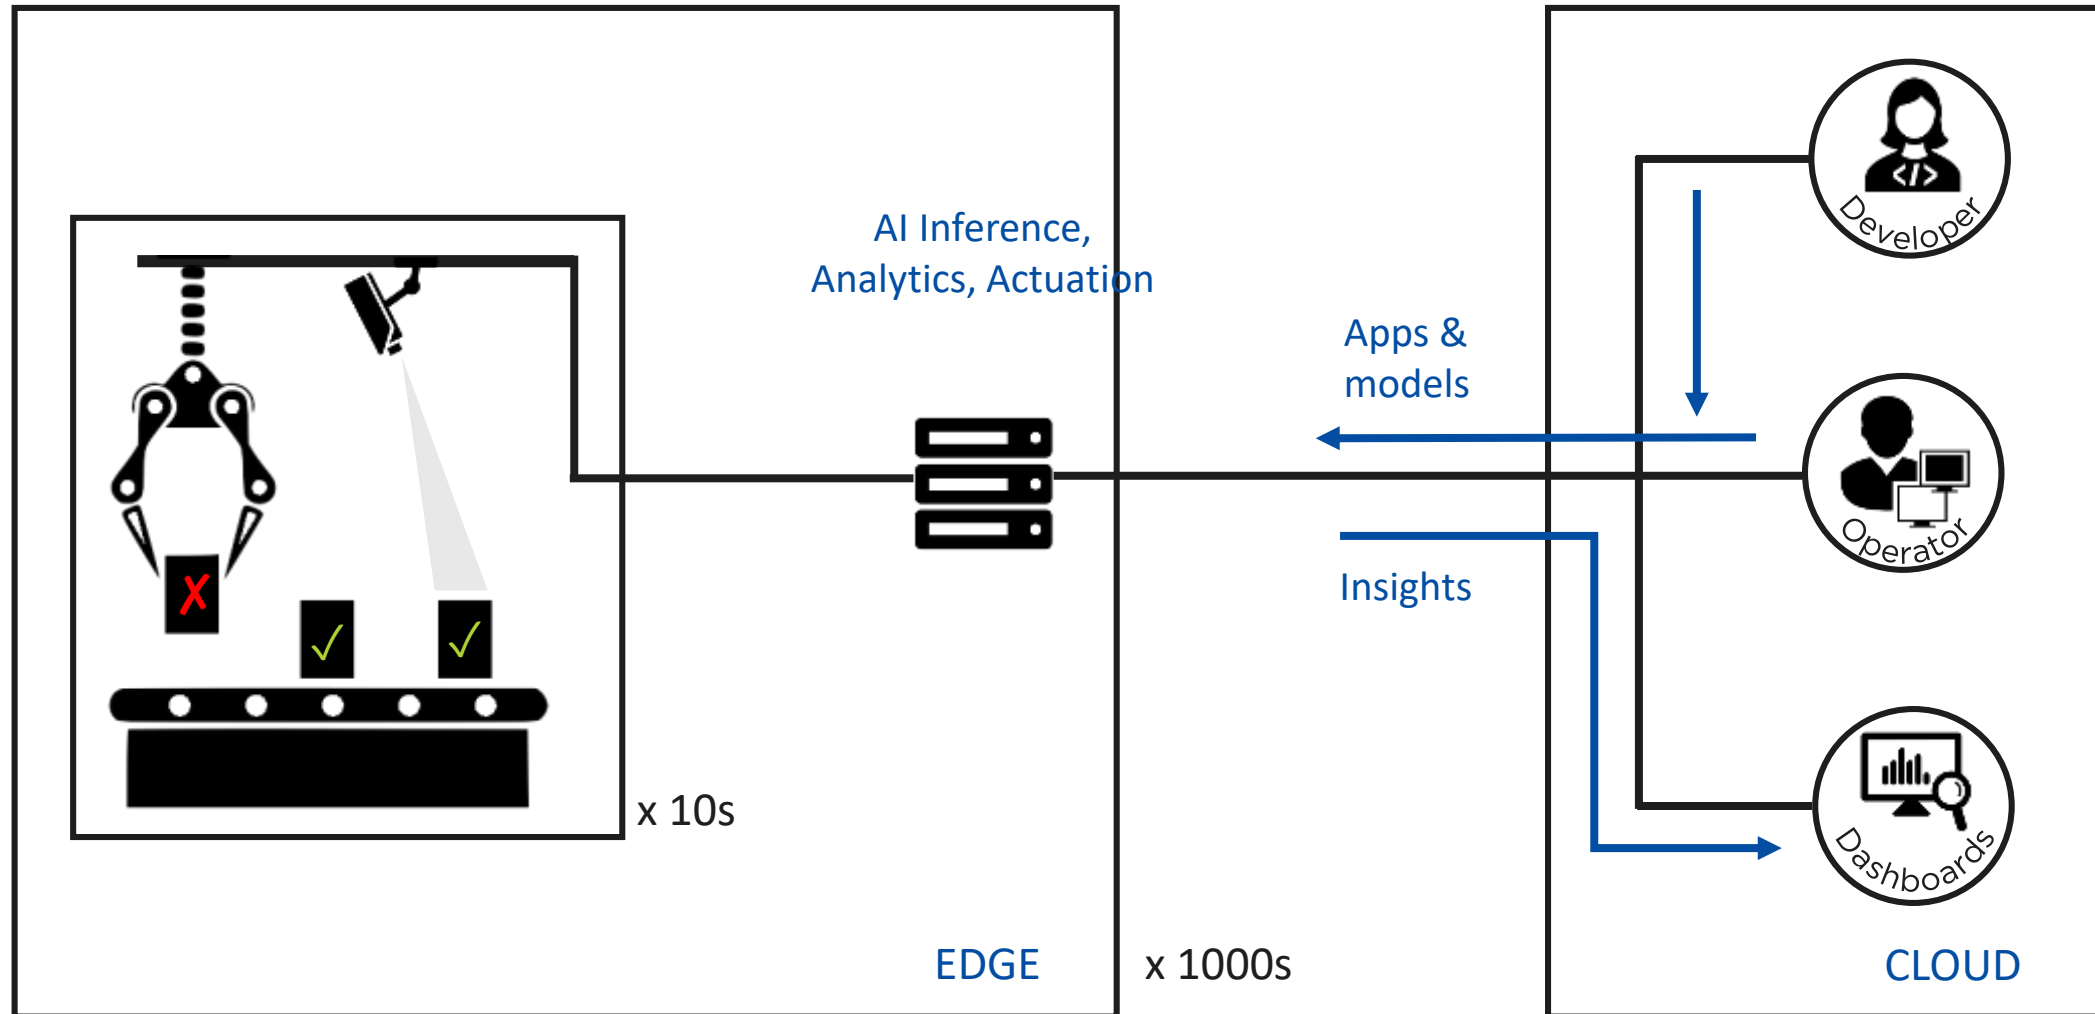 AI Inference,
Analytics, Actuation
x 10s
EDGE
x 1000s
Apps &
models
Insights
</>
Developer
Operator
Dashboards
CLOUD